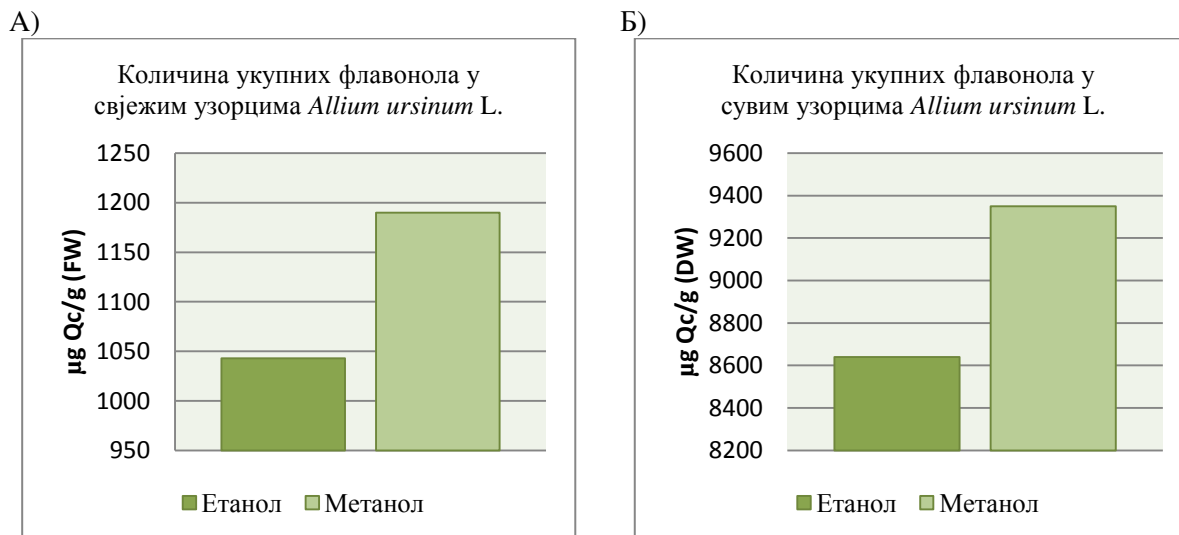 А)
Количина укупних флавонола у
свјежим узорцима Allium ursinum L.
1250
1200
1150
1100
1050
1000
950
µg Qc/g (FW)
Етанол
Метанол
Б)
Количина укупних флавонола у
сувим узорцима Allium ursinum L.
9600
9400
9200
9000
8800
8600
8400
8200
µg Qc/g (DW)
Етанол
Метанол